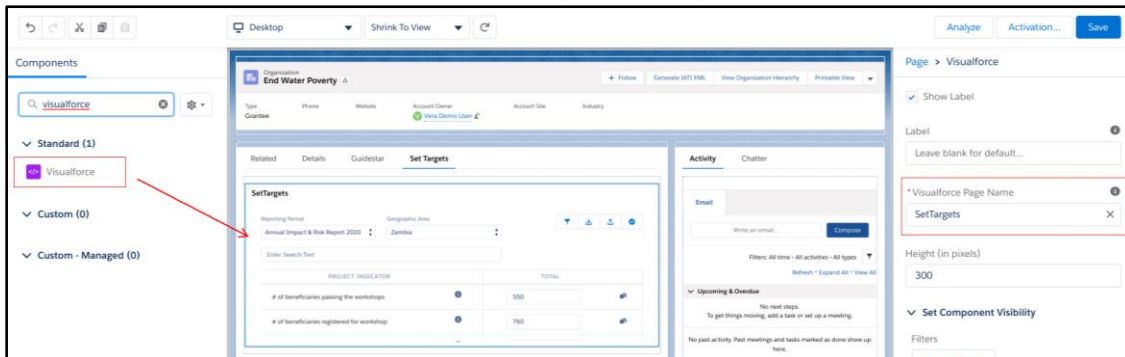 Desktop
Shrink To View
Analyze
Activation...
Save
Components
visualforce
Standard (1)
Visualforce
Custom (0)
Custom - Managed (0)
Organization
End Water Poverty
+ Follow
Generate IATI XML
View Organization Hierarchy
Printable View
Type
Phone
Website
Account Owner
Account Site
Industry
Grantee
Vera Demo User
Related
Details
Guidestar
Set Targets
SetTargets
Reporting Period
Geographic Area
Annual Impact & Risk Report 2020
Zambia
Enter Search Text
PROJECT INDICATOR
TOTAL
# of beneficiaries passing the workshops
550
# of beneficiaries registered for workshop
760
Activity
Chatter
Email
Write an email...
Compose
Filters: All time • All activities • All types
Refresh • Expand All • View All
Upcoming & Overdue
No next steps.
To get things moving, add a task or set up a meeting.
No past activity. Past meetings and tasks marked as done show up
here.
Page > Visualforce
Show Label
Label
Leave blank for default...
*Visualforce Page Name
SetTargets
Height (in pixels)
300
Set Component Visibility
Filters